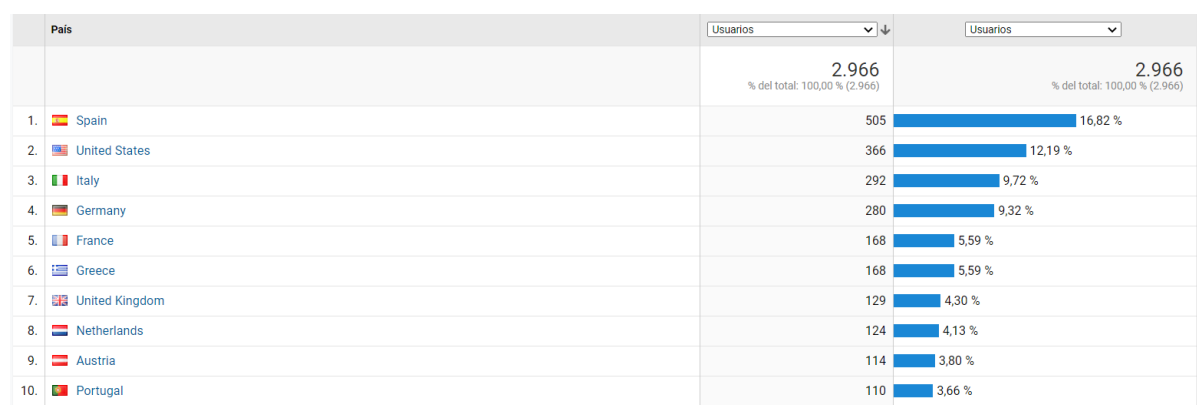 País Usuarios Usuarios
2.966 2.966
% del total: 100,00 % (2.966) % del total: 100,00 % (2.966)
1. Spain 505 16,82 %
2. United States 366 12,19 %
3. Italy 292 9,72 %
4. Germany 280 9,32 %
5. France 168 5,59 %
6. Greece 168 5,59 %
7. United Kingdom 129 4,30 %
8. Netherlands 124 4,13 %
9. Austria 114 3,80 %
10. Portugal 110 3,66 %